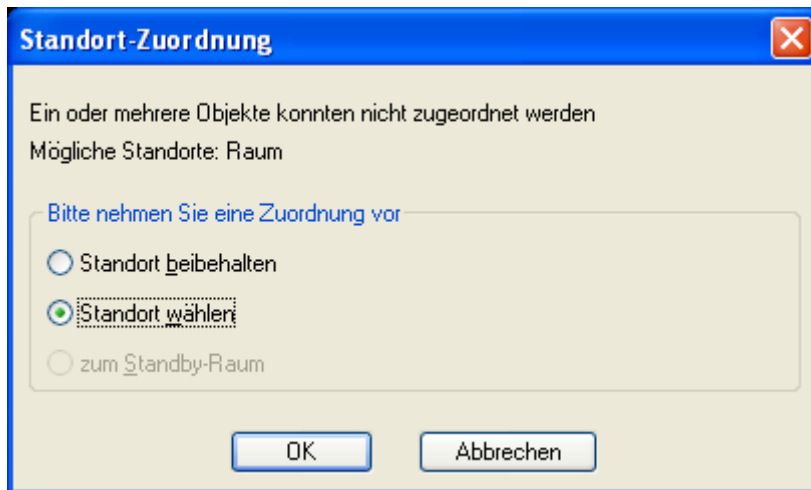 Standort-Zuordnung
Ein oder mehrere Objekte konnten nicht zugeordnet werden
Mögliche Standorte: Raum
Bitte nehmen Sie eine Zuordnung vor
Standort beibehalten
Standort wählen
zum Standby-Raum
OK
Abbrechen